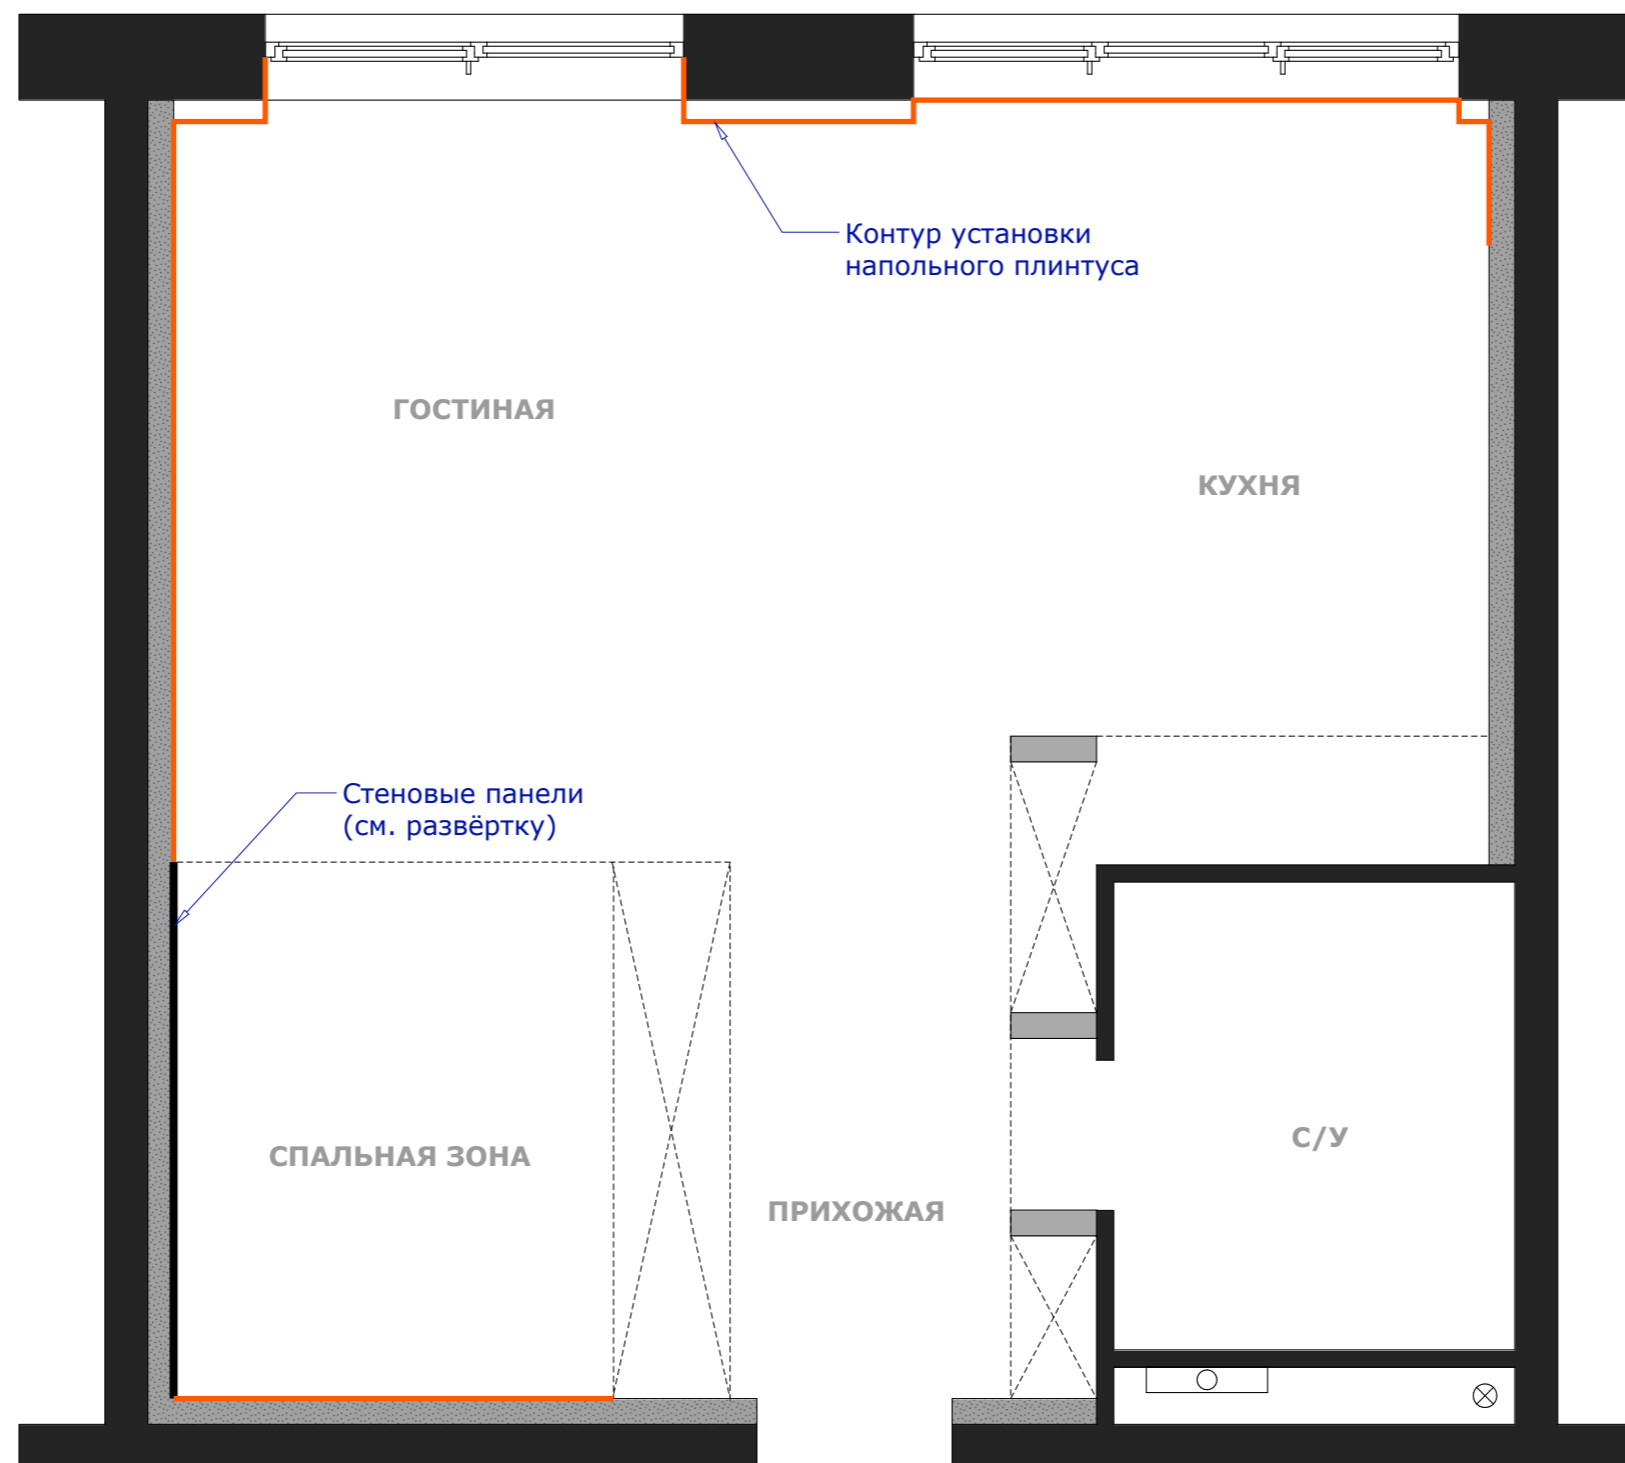 Контур установки
напольного плинтуса
ГОСТИНАЯ
КУХНЯ
Стеновые панели
(см. развёртку)
С/У
СПАЛЬНАЯ ЗОНА
ПРИХОЖАЯ